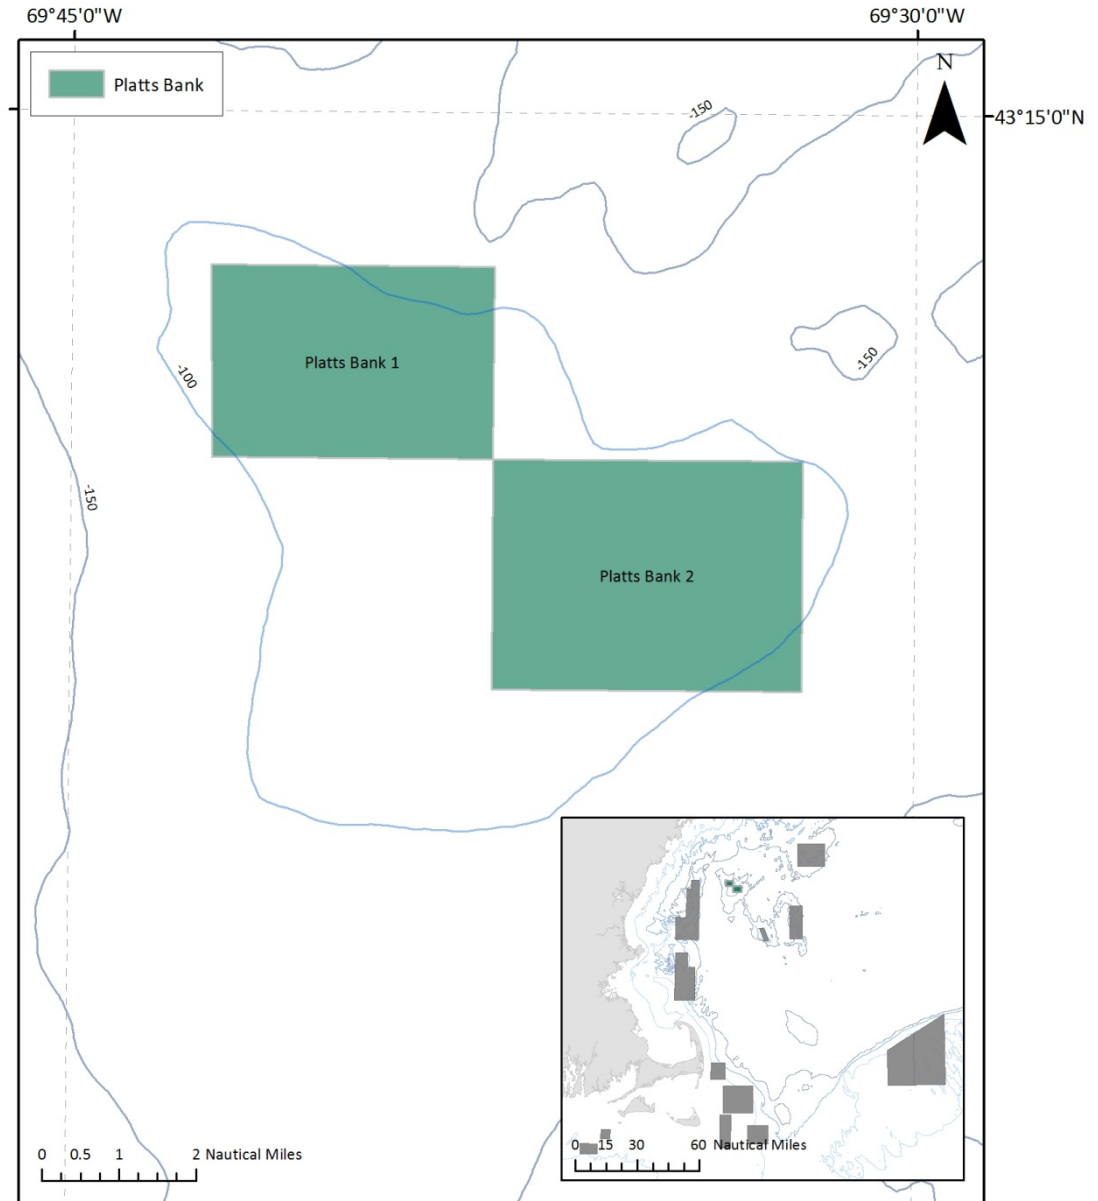 69°45'0"W 69°30'0"W
Platts Bank
N
-150
43°15'0"N
Platts Bank 1
-150
-100
-150
Platts Bank 2
0 15 30 60 Nautical Miles
0 0.5 1 2 Nautical Miles